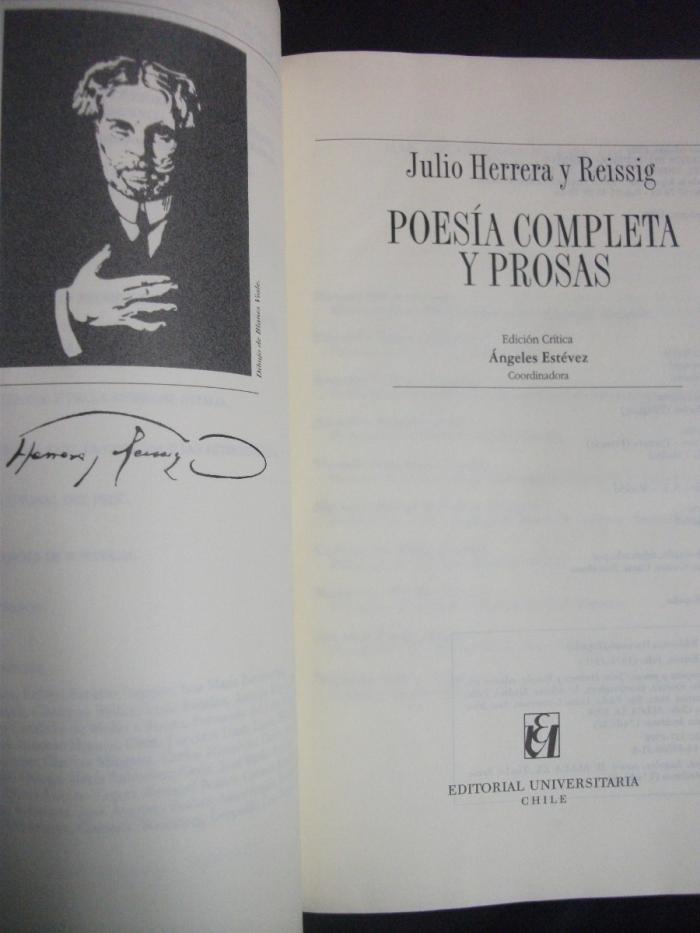 Dibujo de Blanes Viale.
Herrera y Reissig
Julio Herrera y Reissig
POESÍA COMPLETA
Y PROSAS
Edición Crítica
Ángeles Estévez
Coordinadora
EDITORIAL UNIVERSITARIA
CHILE